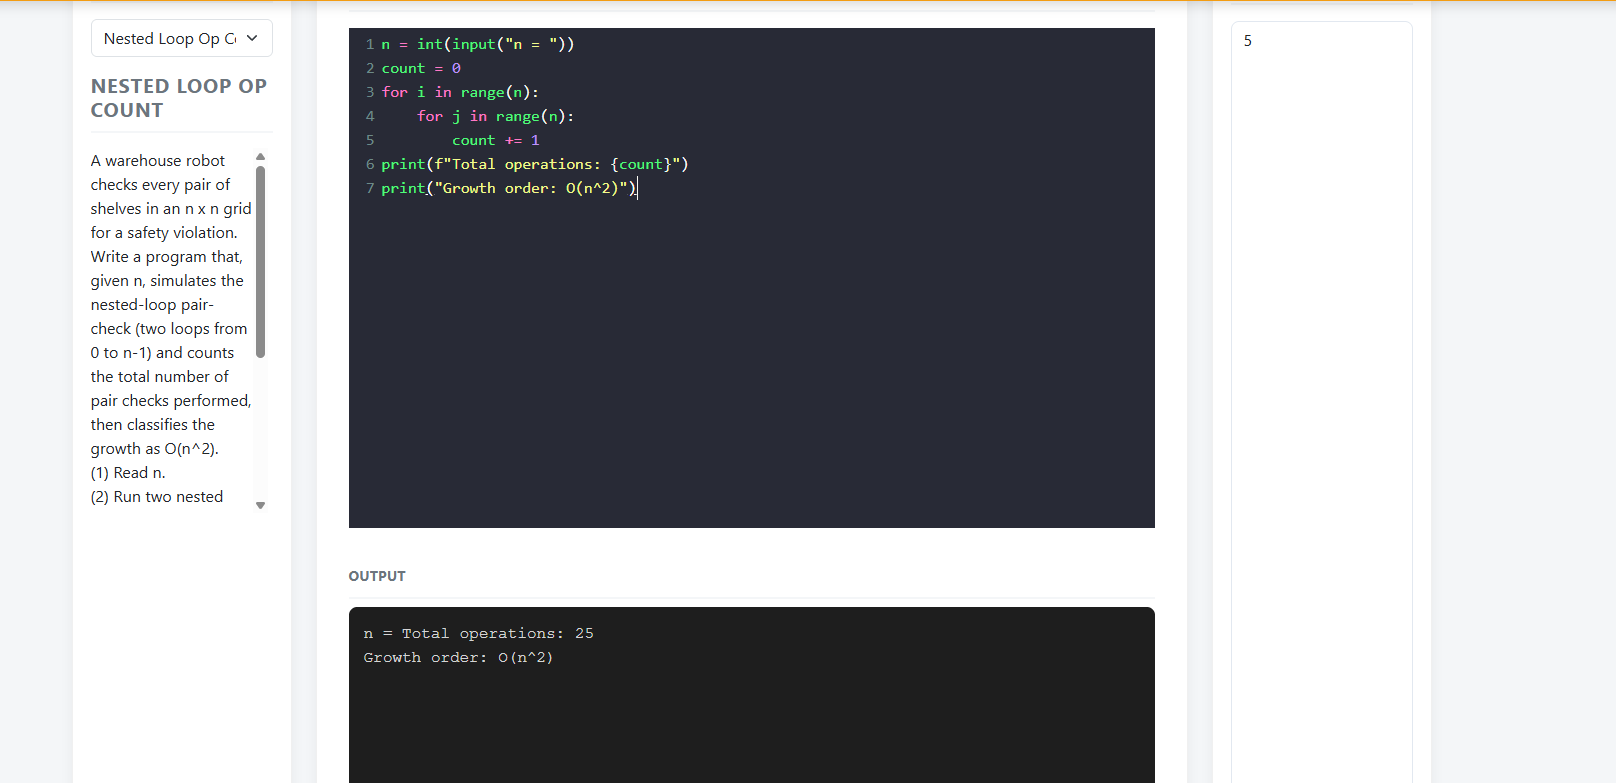 Nested Loop Op C
NESTED LOOP OP
COUNT
A warehouse robot
checks every pair of
shelves in an n x n grid
for a safety violation.
Write a program that,
given n, simulates the
nested-loop pair-
check (two loops from
0 to n-1) and counts
the total number of
pair checks performed,
then classifies the
growth as O(n^2).
(1) Read n.
(2) Run two nested
1 n = int(input("n = "))
2 count = 0
3 for i in range(n):
4     for j in range(n):
5         count += 1
6 print(f"Total operations: {count}")
7 print("Growth order: O(n^2)")
OUTPUT
n = Total operations: 25
Growth order: O(n^2)
5